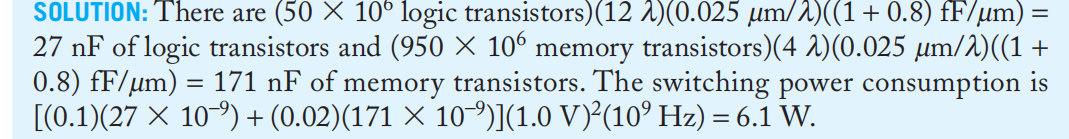 SOLUTION: There are (50 × 10⁶ logic transistors)(12 λ)(0.025 μm/λ)((1 + 0.8) fF/μm) =
27 nF of logic transistors and (950 × 10⁶ memory transistors)(4 λ)(0.025 μm/λ)((1 +
0.8) fF/μm) = 171 nF of memory transistors. The switching power consumption is
[(0.1)(27 × 10⁻⁹) + (0.02)(171 × 10⁻⁹)](1.0 V)²(10⁹ Hz) = 6.1 W.